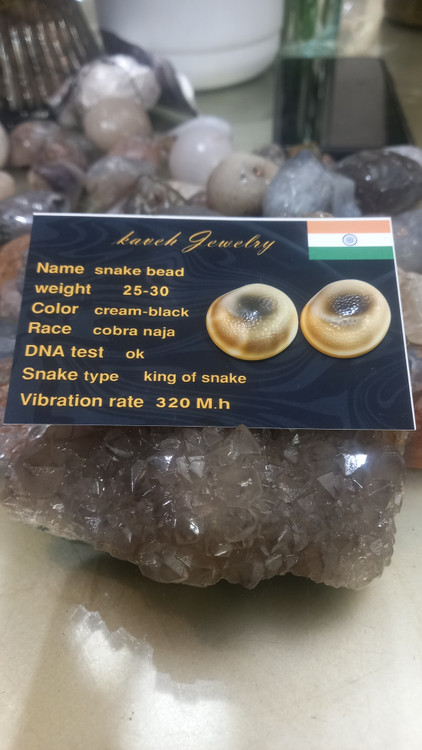 kaveh Jewelry
Name snake bead
weight 25-30
Color cream-black
Race cobra naja
DNA test ok
Snake type king of snake
Vibration rate 320 M.h